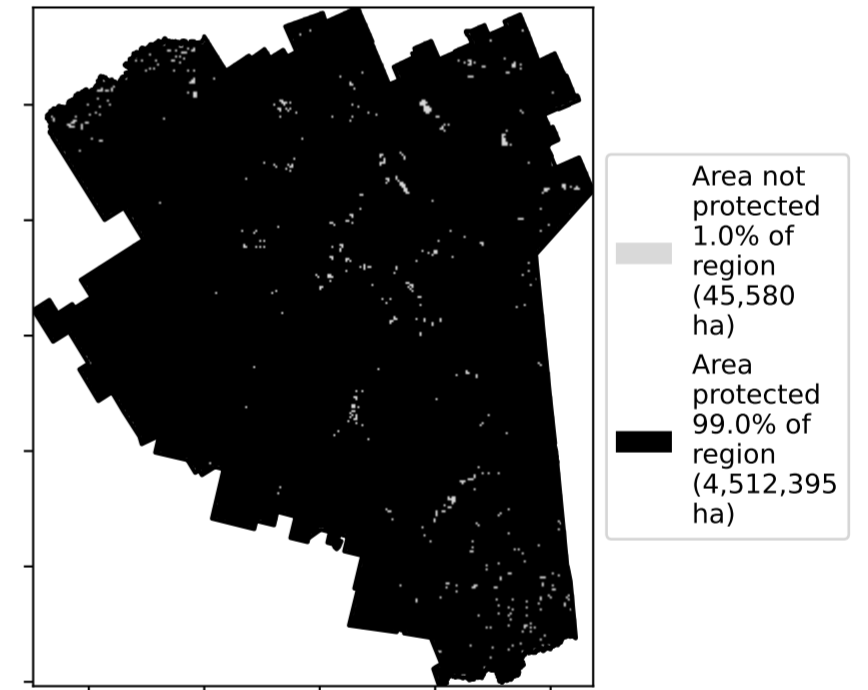 Area not
protected
1.0% of
region
(45,580
ha)
Area
protected
99.0% of
region
(4,512,395
ha)